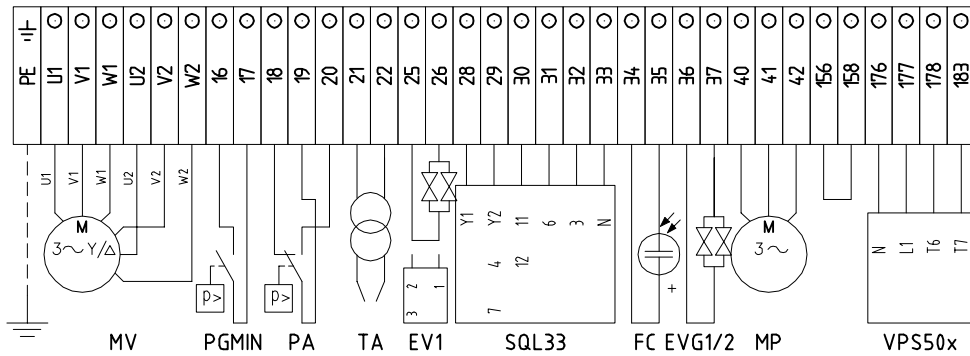 PE U1 V1 W1 U2 V2 W2 16 17 18 19 20 21 22 25 26 28 29 30 31 32 33 34 35 36 37 40 41 42 156 158 176 177 178 183
U1 V1 W1 U2 V2 W2
Y1 Y2 11 6 3 N
M
3~ Y/△
4 12
M
3~
N L1 T6 T7
P>
P>
2 1
3
7
+
MV PGMIN PA TA EV1 SQL33 FC EVG1/2 MP VPS50x